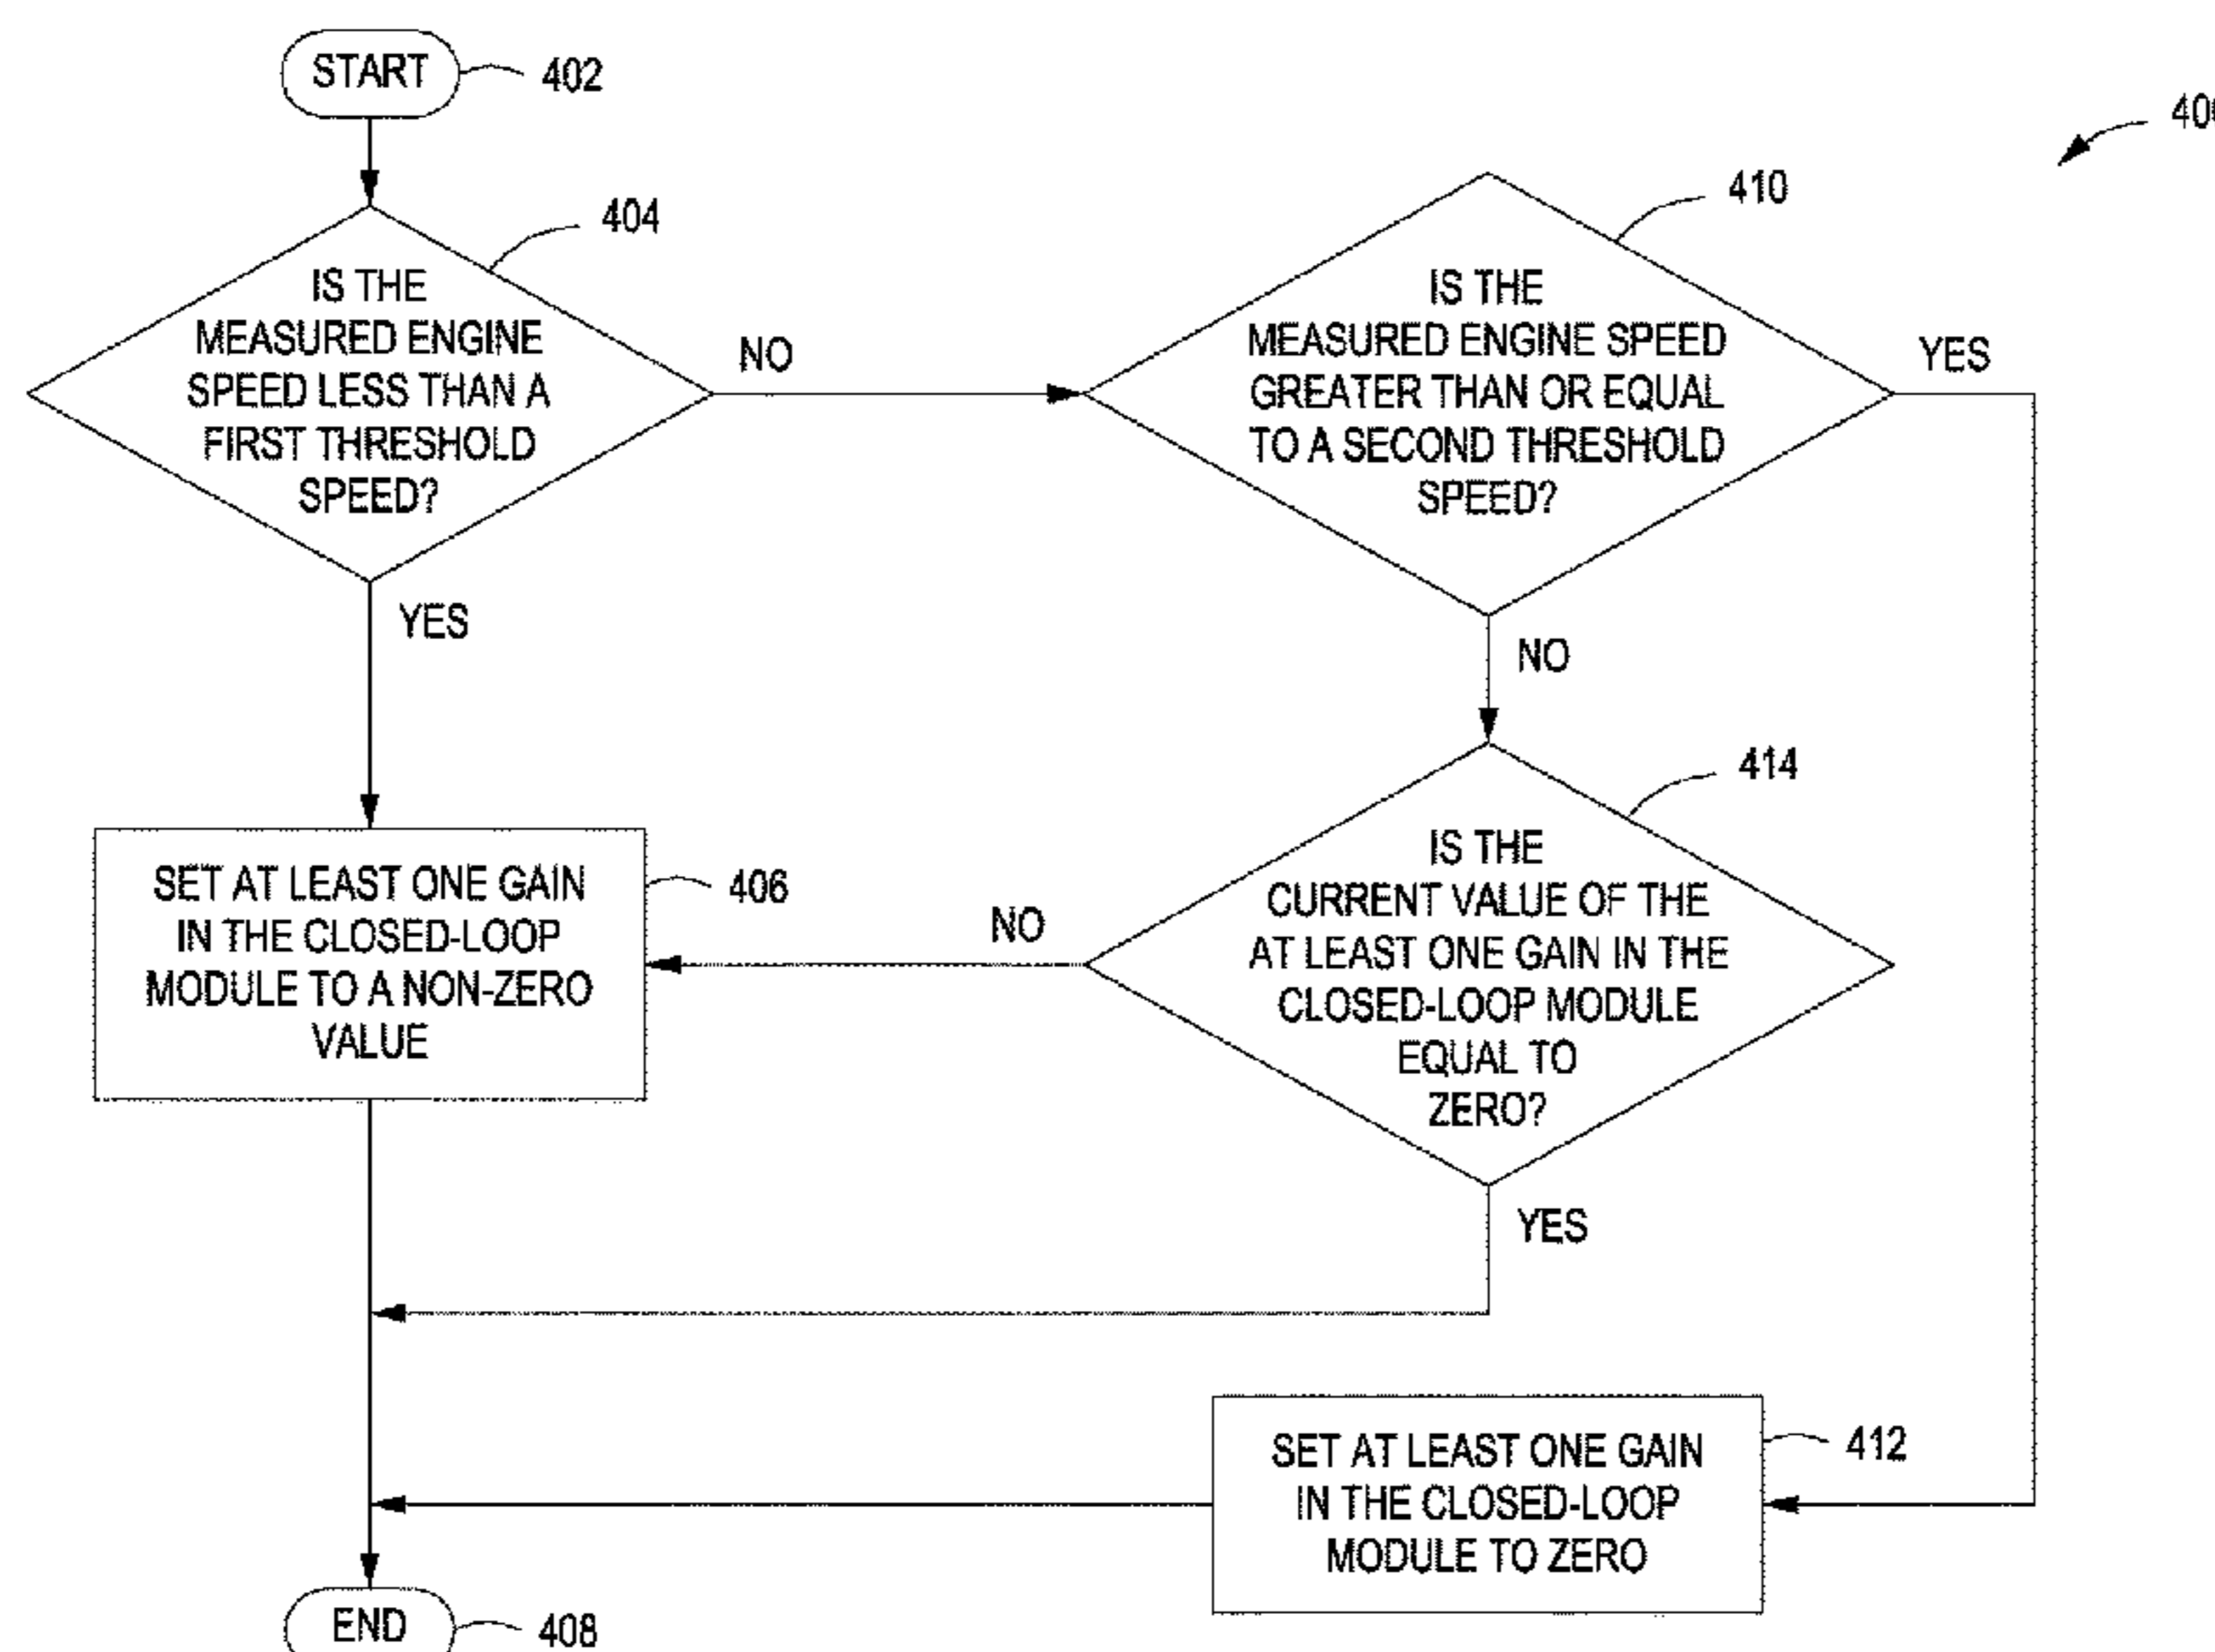 START
402
400
404
IS THE
MEASURED ENGINE
SPEED LESS THAN A
FIRST THRESHOLD
SPEED?
NO
YES
410
IS THE
MEASURED ENGINE SPEED
GREATER THAN OR EQUAL
TO A SECOND THRESHOLD
SPEED?
YES
NO
414
IS THE
CURRENT VALUE OF THE
AT LEAST ONE GAIN IN THE
CLOSED-LOOP MODULE
EQUAL TO
ZERO?
NO
YES
SET AT LEAST ONE GAIN
IN THE CLOSED-LOOP
MODULE TO A NON-ZERO
VALUE
406
SET AT LEAST ONE GAIN
IN THE CLOSED-LOOP
MODULE TO ZERO
412
END
408